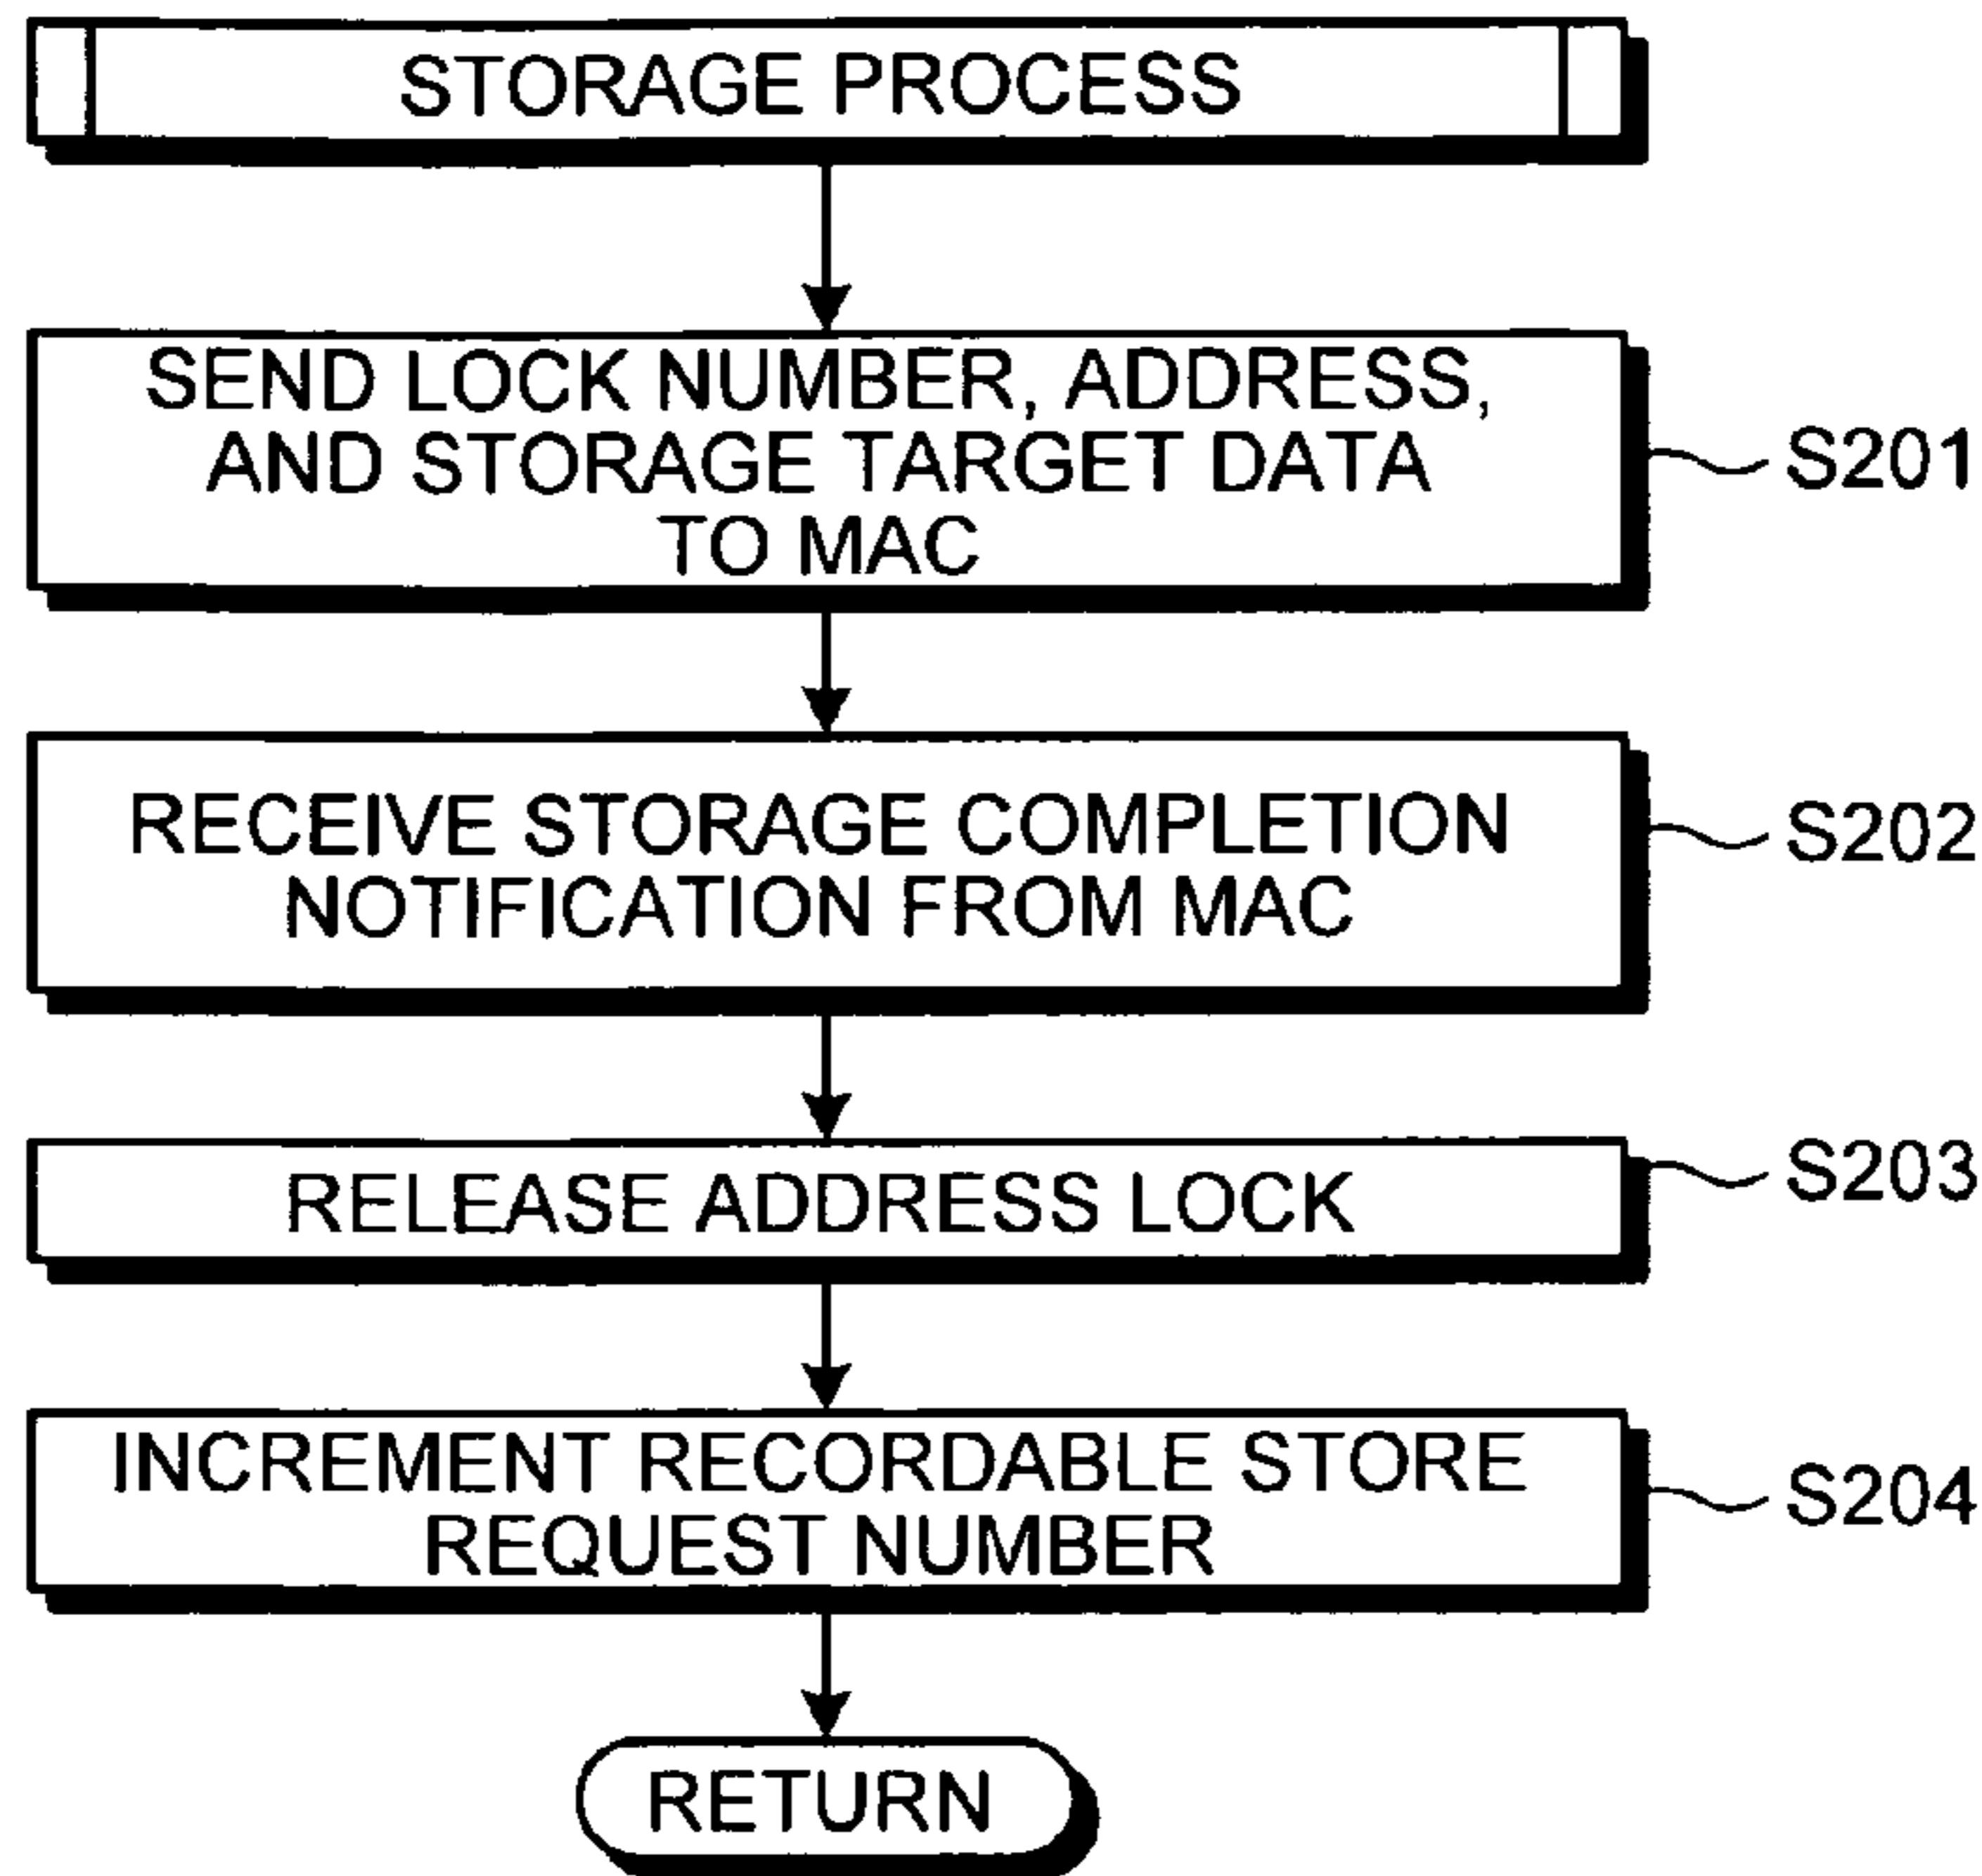 STORAGE PROCESS
SEND LOCK NUMBER, ADDRESS,
AND STORAGE TARGET DATA
TO MAC
S201
RECEIVE STORAGE COMPLETION
NOTIFICATION FROM MAC
S202
RELEASE ADDRESS LOCK
S203
INCREMENT RECORDABLE STORE
REQUEST NUMBER
S204
RETURN